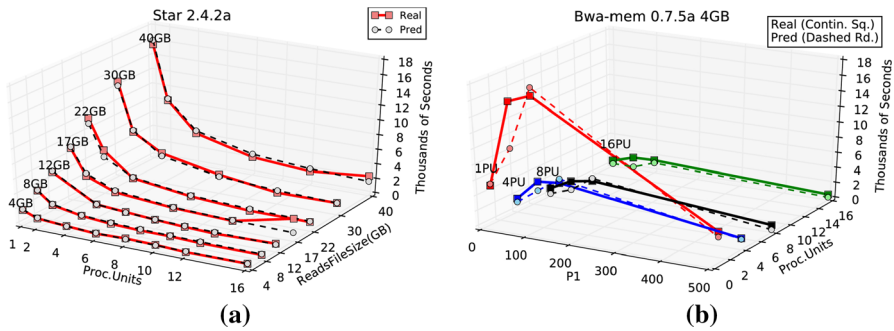 Star 2.4.2a
Real
Pred
40GB
30GB
22GB
17GB
12GB
8GB
4GB
18
16
14
12
10
8
6
4
2
0
Thousands of Seconds
1 2 4 6 8 10 12 16
Proc.Units
4 8 12 17 22 30 40
ReadsFileSize(GB)
(a)
Bwa-mem 0.7.5a 4GB
Real (Contin. Sq.)
Pred (Dashed Rd.)
16PU
1PU
4PU
8PU
18
16
14
12
10
8
6
4
2
0
Thousands of Seconds
0 100 200 300 400 500
P1
0 2 4 6 8 10 12 14 16
Proc.Units
(b)